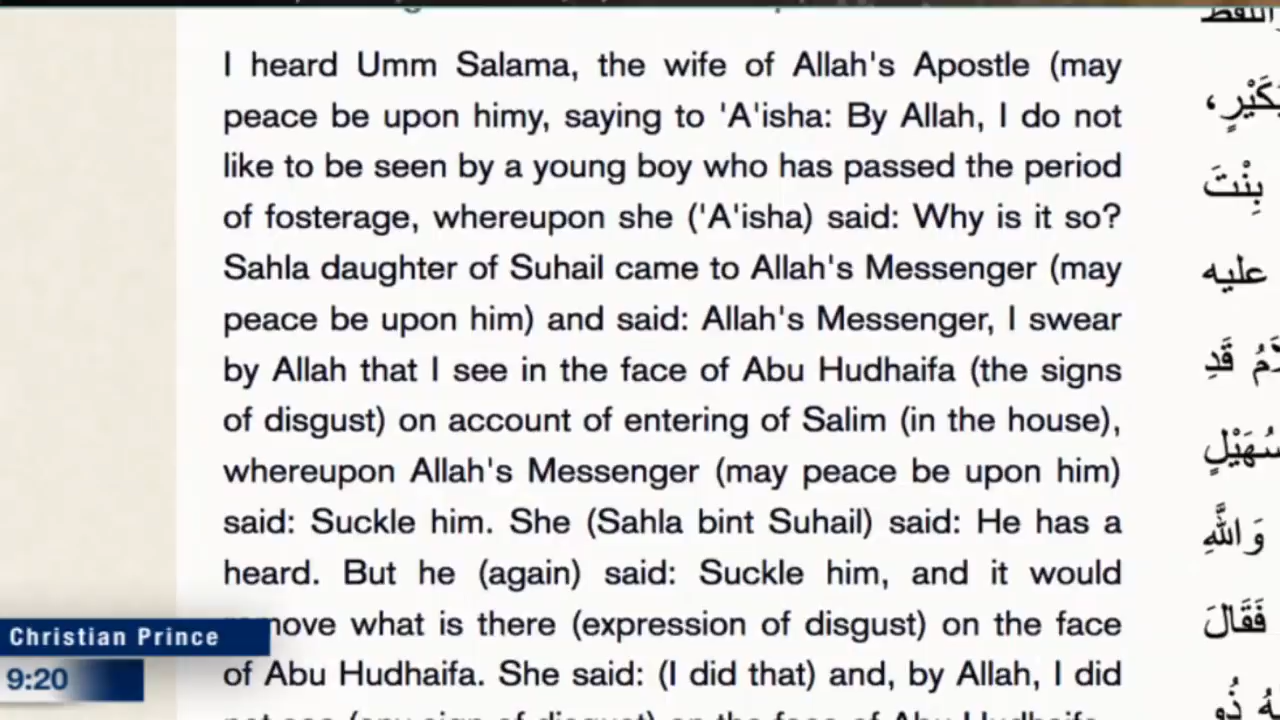 I heard Umm Salama, the wife of Allah's Apostle (may
peace be upon himy, saying to 'A'isha: By Allah, I do not
like to be seen by a young boy who has passed the period
of fosterage, whereupon she ('A'isha) said: Why is it so?
Sahla daughter of Suhail came to Allah's Messenger (may
peace be upon him) and said: Allah's Messenger, I swear
by Allah that I see in the face of Abu Hudhaifa (the signs
of disgust) on account of entering of Salim (in the house),
whereupon Allah's Messenger (may peace be upon him)
said: Suckle him. She (Sahla bint Suhail) said: He has a
heard. But he (again) said: Suckle him, and it would
move what is there (expression of disgust) on the face
of Abu Hudhaifa. She said: (I did that) and, by Allah, I did
بِنْتَ
عليه
قَدِ
وَاللَّهِ
فَقَالَ
ذُو
Christian Prince
9:20